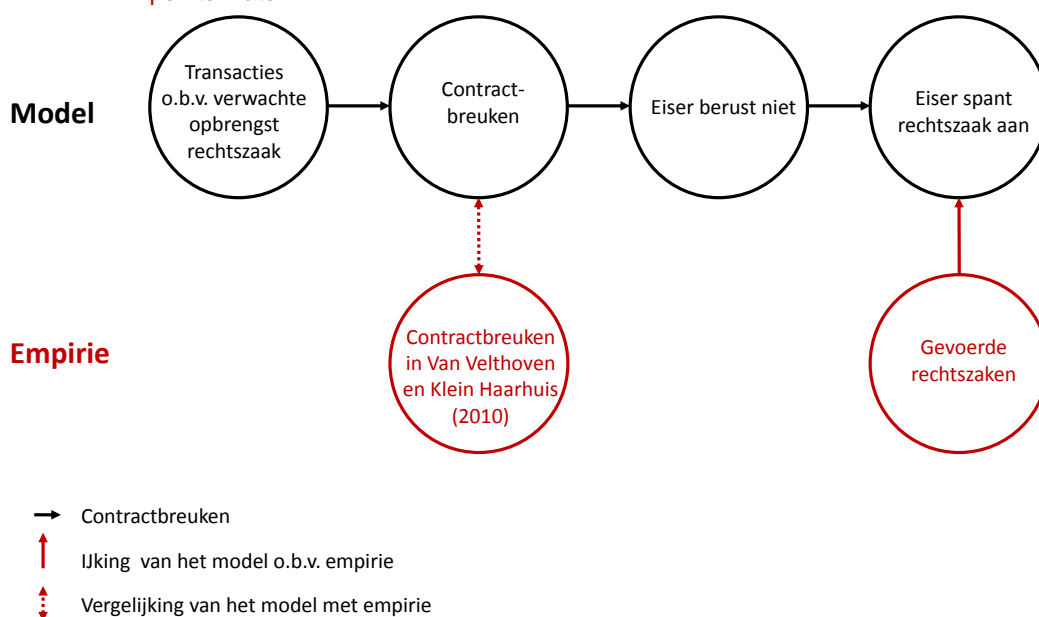 Model
Transacties
o.b.v. verwachte
opbrengst
rechtszaak
Contract-
breuken
Eiser berust niet
Eiser spant
rechtszaak aan
Empirie
Contractbreuken
in Van Velthoven
en Klein Haarhuis
(2010)
Gevoerde
rechtszaken
Contractbreuken
IJking van het model o.b.v. empirie
Vergelijking van het model met empirie